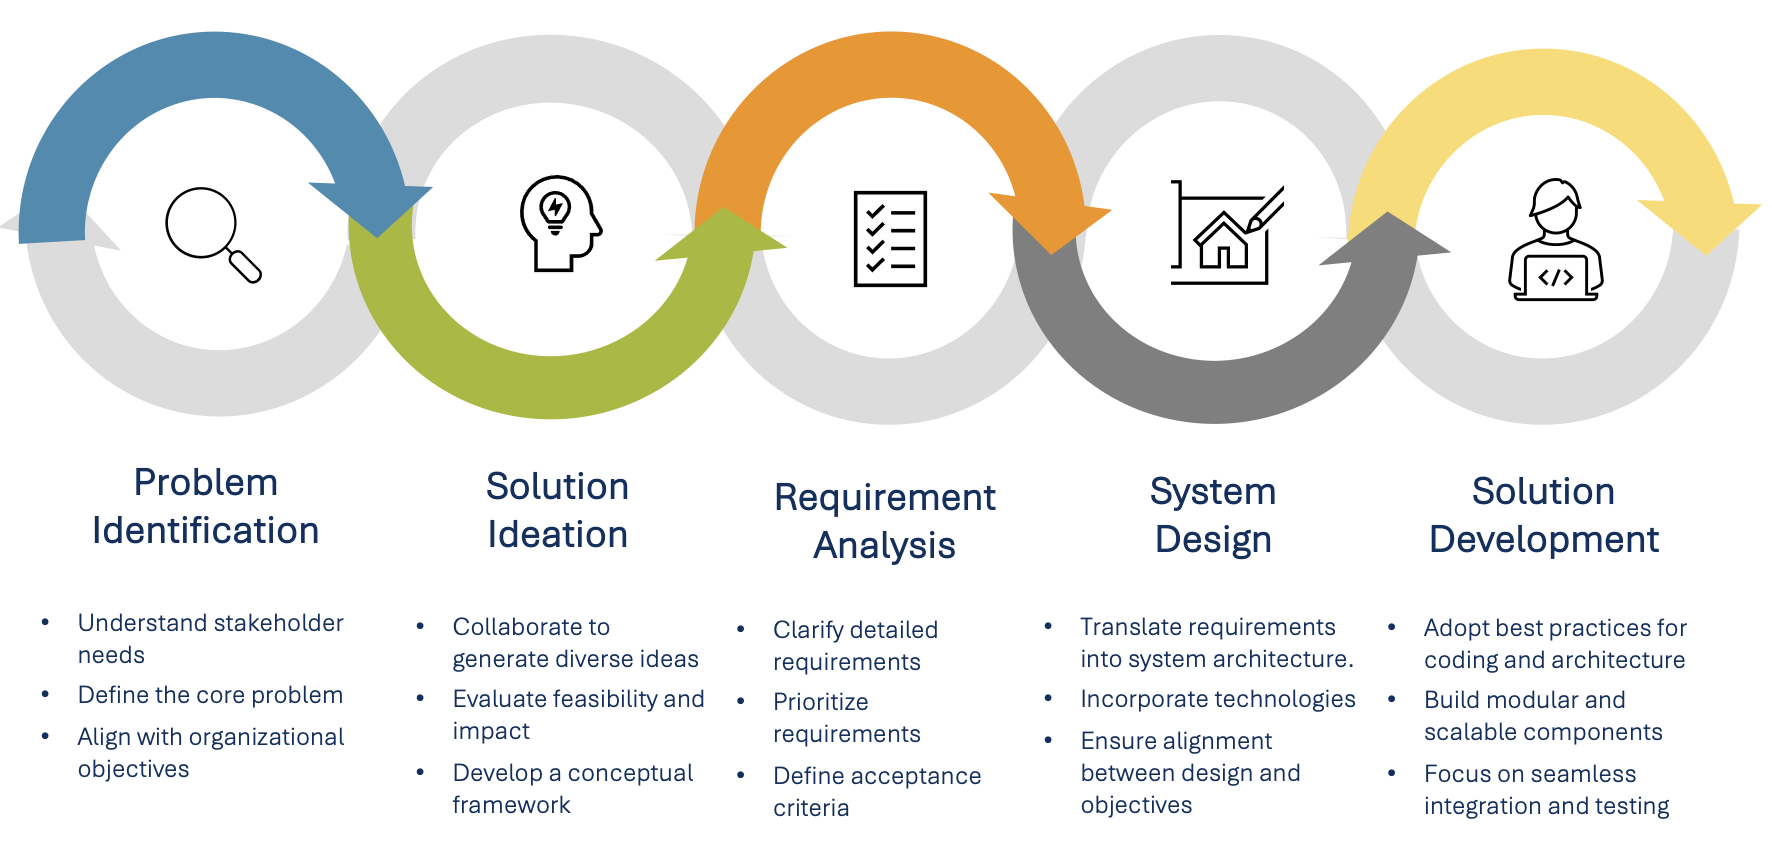 Problem
Identification
Solution
Ideation
Requirement
Analysis
System
Design
Solution
Development
• Understand stakeholder
needs
• Define the core problem
• Align with organizational
objectives
• Collaborate to
generate diverse ideas
• Evaluate feasibility and
impact
• Develop a conceptual
framework
• Clarify detailed
requirements
• Prioritize
requirements
• Define acceptance
criteria
• Translate requirements
into system architecture.
• Incorporate technologies
• Ensure alignment
between design and
objectives
• Adopt best practices for
coding and architecture
• Build modular and
scalable components
• Focus on seamless
integration and testing